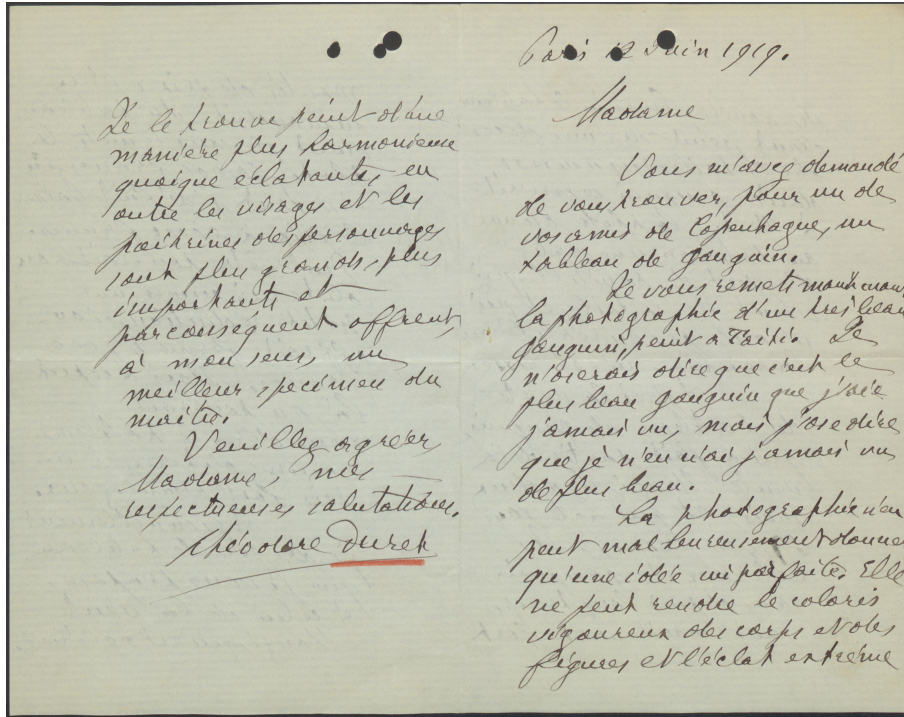 Paris 12 Juin 1919.
Madame
Vous m'avez demandé
de vous trouver, pour un de
vos amis de Copenhague, un
tableau de Gauguin.
Je vous remets maintenant
la photographie d'un très beau
Gauguin, peint à Taïti. Je
n'oserais dire que c'est le
plus beau Gauguin que j'aie
jamais vu, mais j'ose dire
que je n'en ai jamais vu
de plus beau.
La photographie n'en
peut malheureusement donner
qu'une idée imparfaite. Elle
ne peut rendre le coloris
vigoureux des corps et des
figures et l'éclat extrême
Je le trouve peint d'une
manière plus harmonieuse
quoique éclatante, en
outre les visages et les
poitrines des personnages
sont plus grands, plus
importants et
par conséquent offrent,
à mon sens, un
meilleur specimen du
maître.
Veuillez agréer
Madame, mes
respectueuses salutations.
Théodore Duret